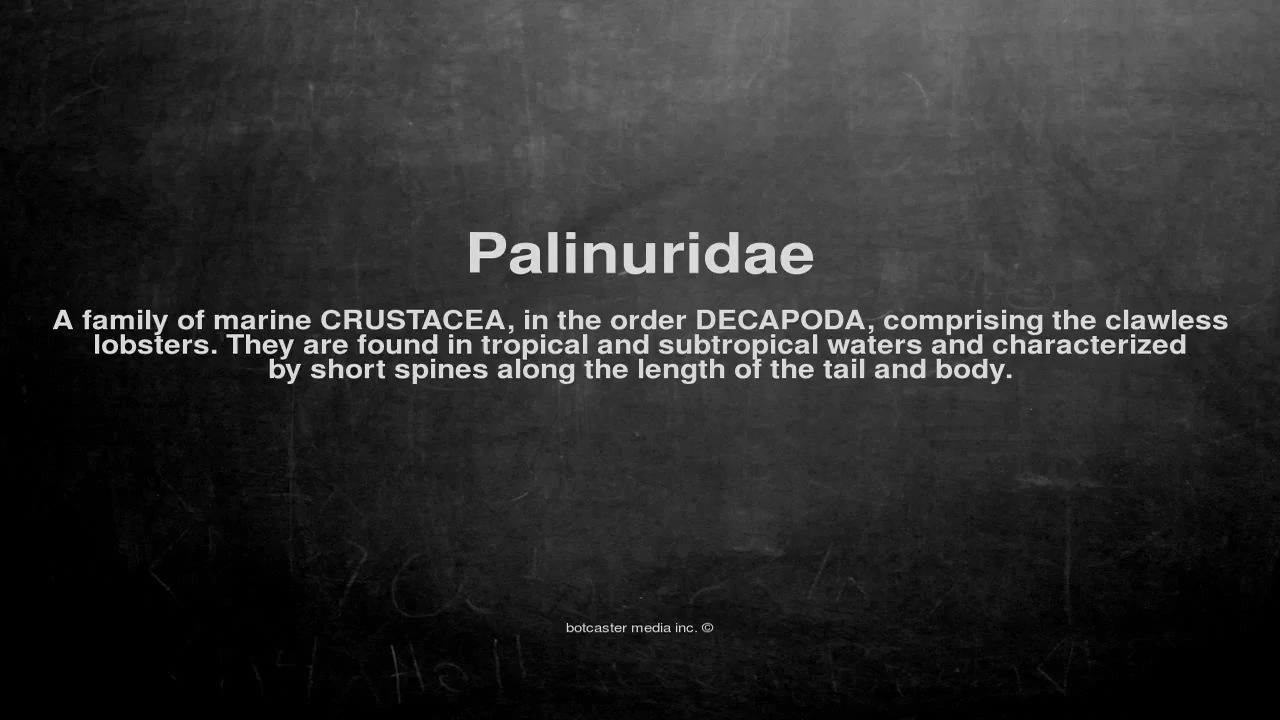 Palinuridae
A family of marine CRUSTACEA, in the order DECAPODA, comprising the clawless
lobsters. They are found in tropical and subtropical waters and characterized
by short spines along the length of the tail and body.
botcaster media inc. ©